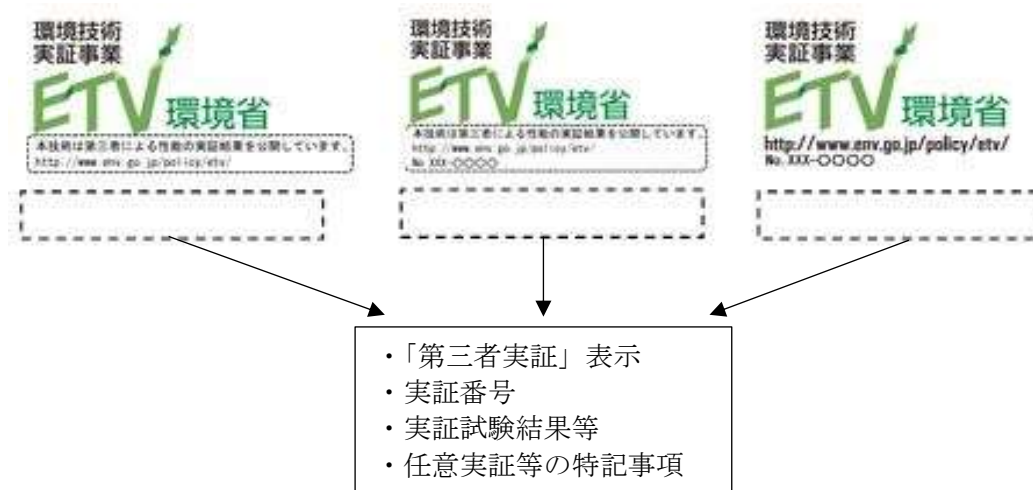 環境技術
実証事業
ETV 環境省
本技術は第三者による性能の実証結果を公開しています。
http://www.env.go.jp/policy/etv/
環境技術
実証事業
ETV 環境省
本技術は第三者による性能の実証結果を公開しています。
http://www.env.go.jp/policy/etv/
No.XXX-〇〇〇〇
環境技術
実証事業
ETV 環境省
http://www.env.go.jp/policy/etv/
No.XXX-〇〇〇〇
・「第三者実証」表示
・実証番号
・実証試験結果等
・任意実証等の特記事項